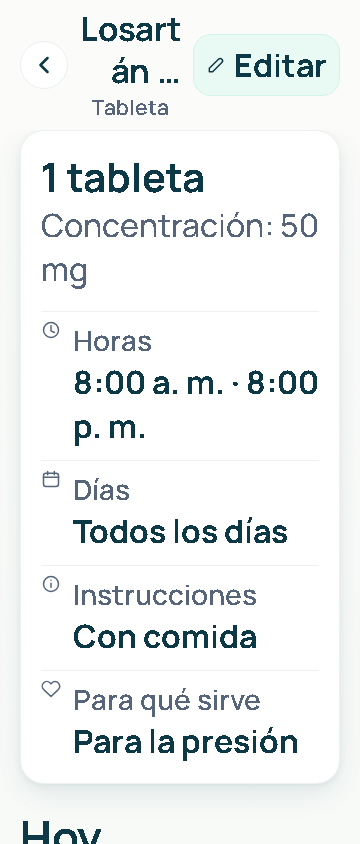 Losart
án ...
Tableta
Editar
1 tableta
Concentración: 50
mg
Horas
8:00 a. m. · 8:00
p. m.
Días
Todos los días
Instrucciones
Con comida
Para qué sirve
Para la presión
Hoy